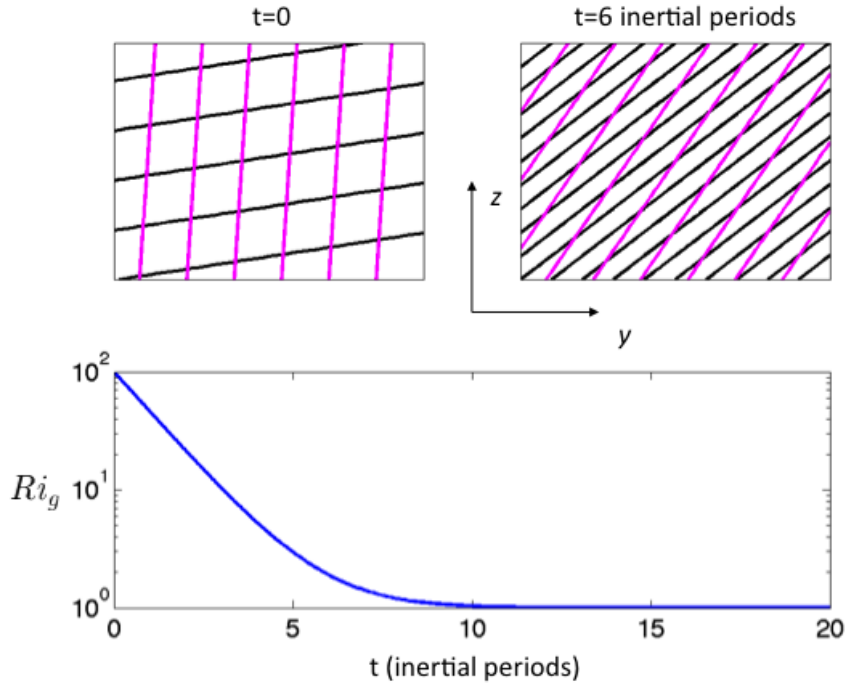 t=0
t=6 inertial periods
z
y
10²
10¹
10⁰
Ri_g
0
5
10
15
20
t (inertial periods)